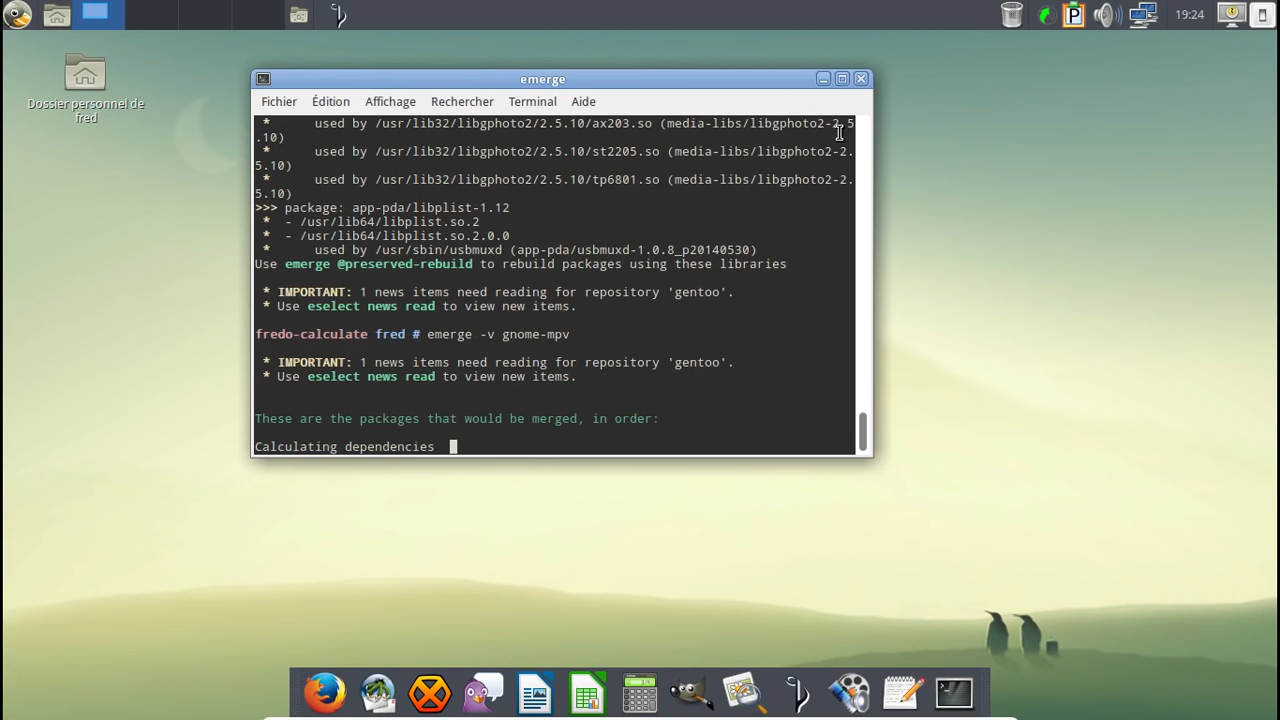 19:24
Dossier personnel de
fred
emerge
Fichier Édition Affichage Rechercher Terminal Aide
* used by /usr/lib32/libgphoto2/2.5.10/ax203.so (media-libs/libgphoto2-2.5
.10)
* used by /usr/lib32/libgphoto2/2.5.10/st2205.so (media-libs/libgphoto2-2.
5.10)
* used by /usr/lib32/libgphoto2/2.5.10/tp6801.so (media-libs/libgphoto2-2.
5.10)
>>> package: app-pda/libplist-1.12
* - /usr/lib64/libplist.so.2
* - /usr/lib64/libplist.so.2.0.0
* used by /usr/sbin/usbmuxd (app-pda/usbmuxd-1.0.8_p20140530)
Use emerge @preserved-rebuild to rebuild packages using these libraries
* IMPORTANT: 1 news items need reading for repository 'gentoo'.
* Use eselect news read to view new items.
fredo-calculate fred # emerge -v gnome-mpv
* IMPORTANT: 1 news items need reading for repository 'gentoo'.
* Use eselect news read to view new items.
These are the packages that would be merged, in order:
Calculating dependencies